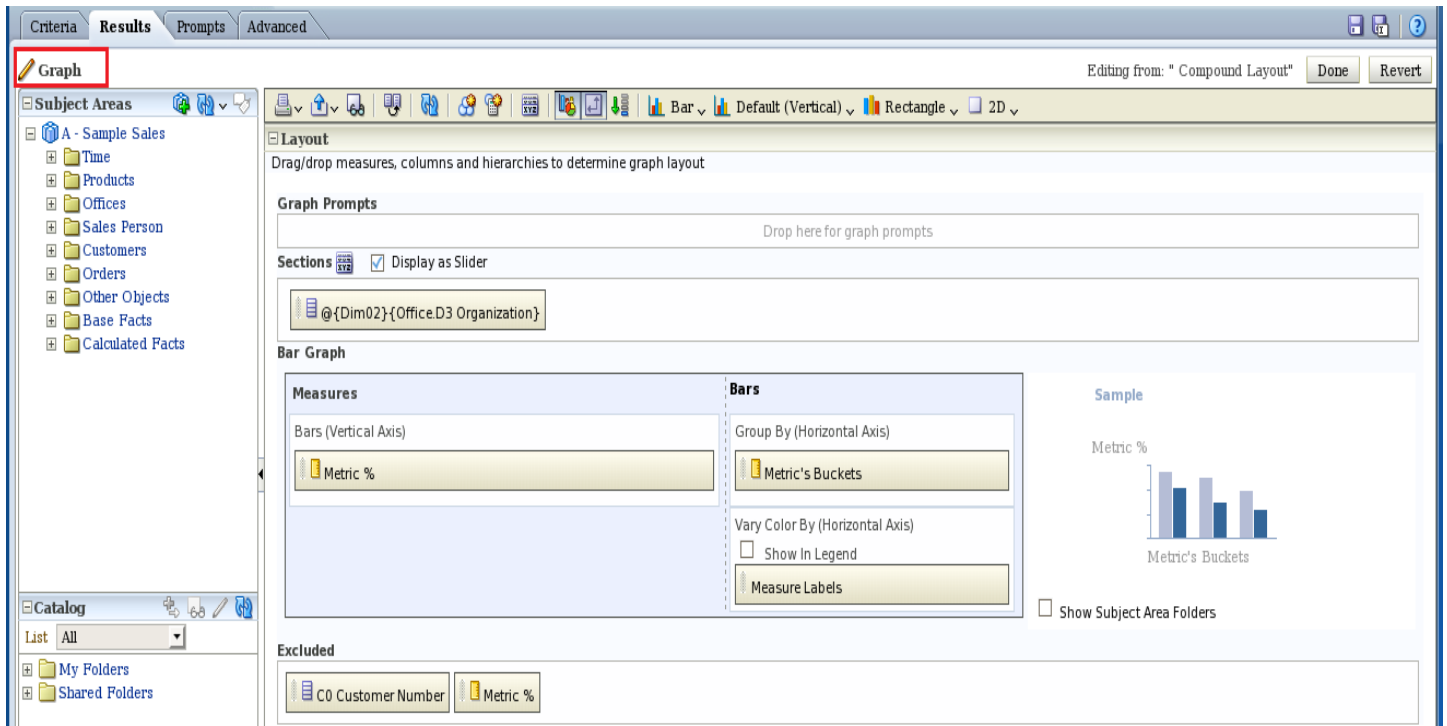 Criteria Results Prompts Advanced
Graph
Editing from: " Compound Layout" Done Revert
Subject Areas
A - Sample Sales
Time
Products
Offices
Sales Person
Customers
Orders
Other Objects
Base Facts
Calculated Facts
Catalog
List All
My Folders
Shared Folders
Bar Default (Vertical) Rectangle 2D
Layout
Drag/drop measures, columns and hierarchies to determine graph layout
Graph Prompts
Drop here for graph prompts
Sections Display as Slider
@{Dim02}{Office.D3 Organization}
Bar Graph
Measures
Bars (Vertical Axis)
Metric %
Bars
Group By (Horizontal Axis)
Metric's Buckets
Vary Color By (Horizontal Axis)
Show In Legend
Measure Labels
Sample
Metric %
Metric's Buckets
Show Subject Area Folders
Excluded
C0 Customer Number Metric %